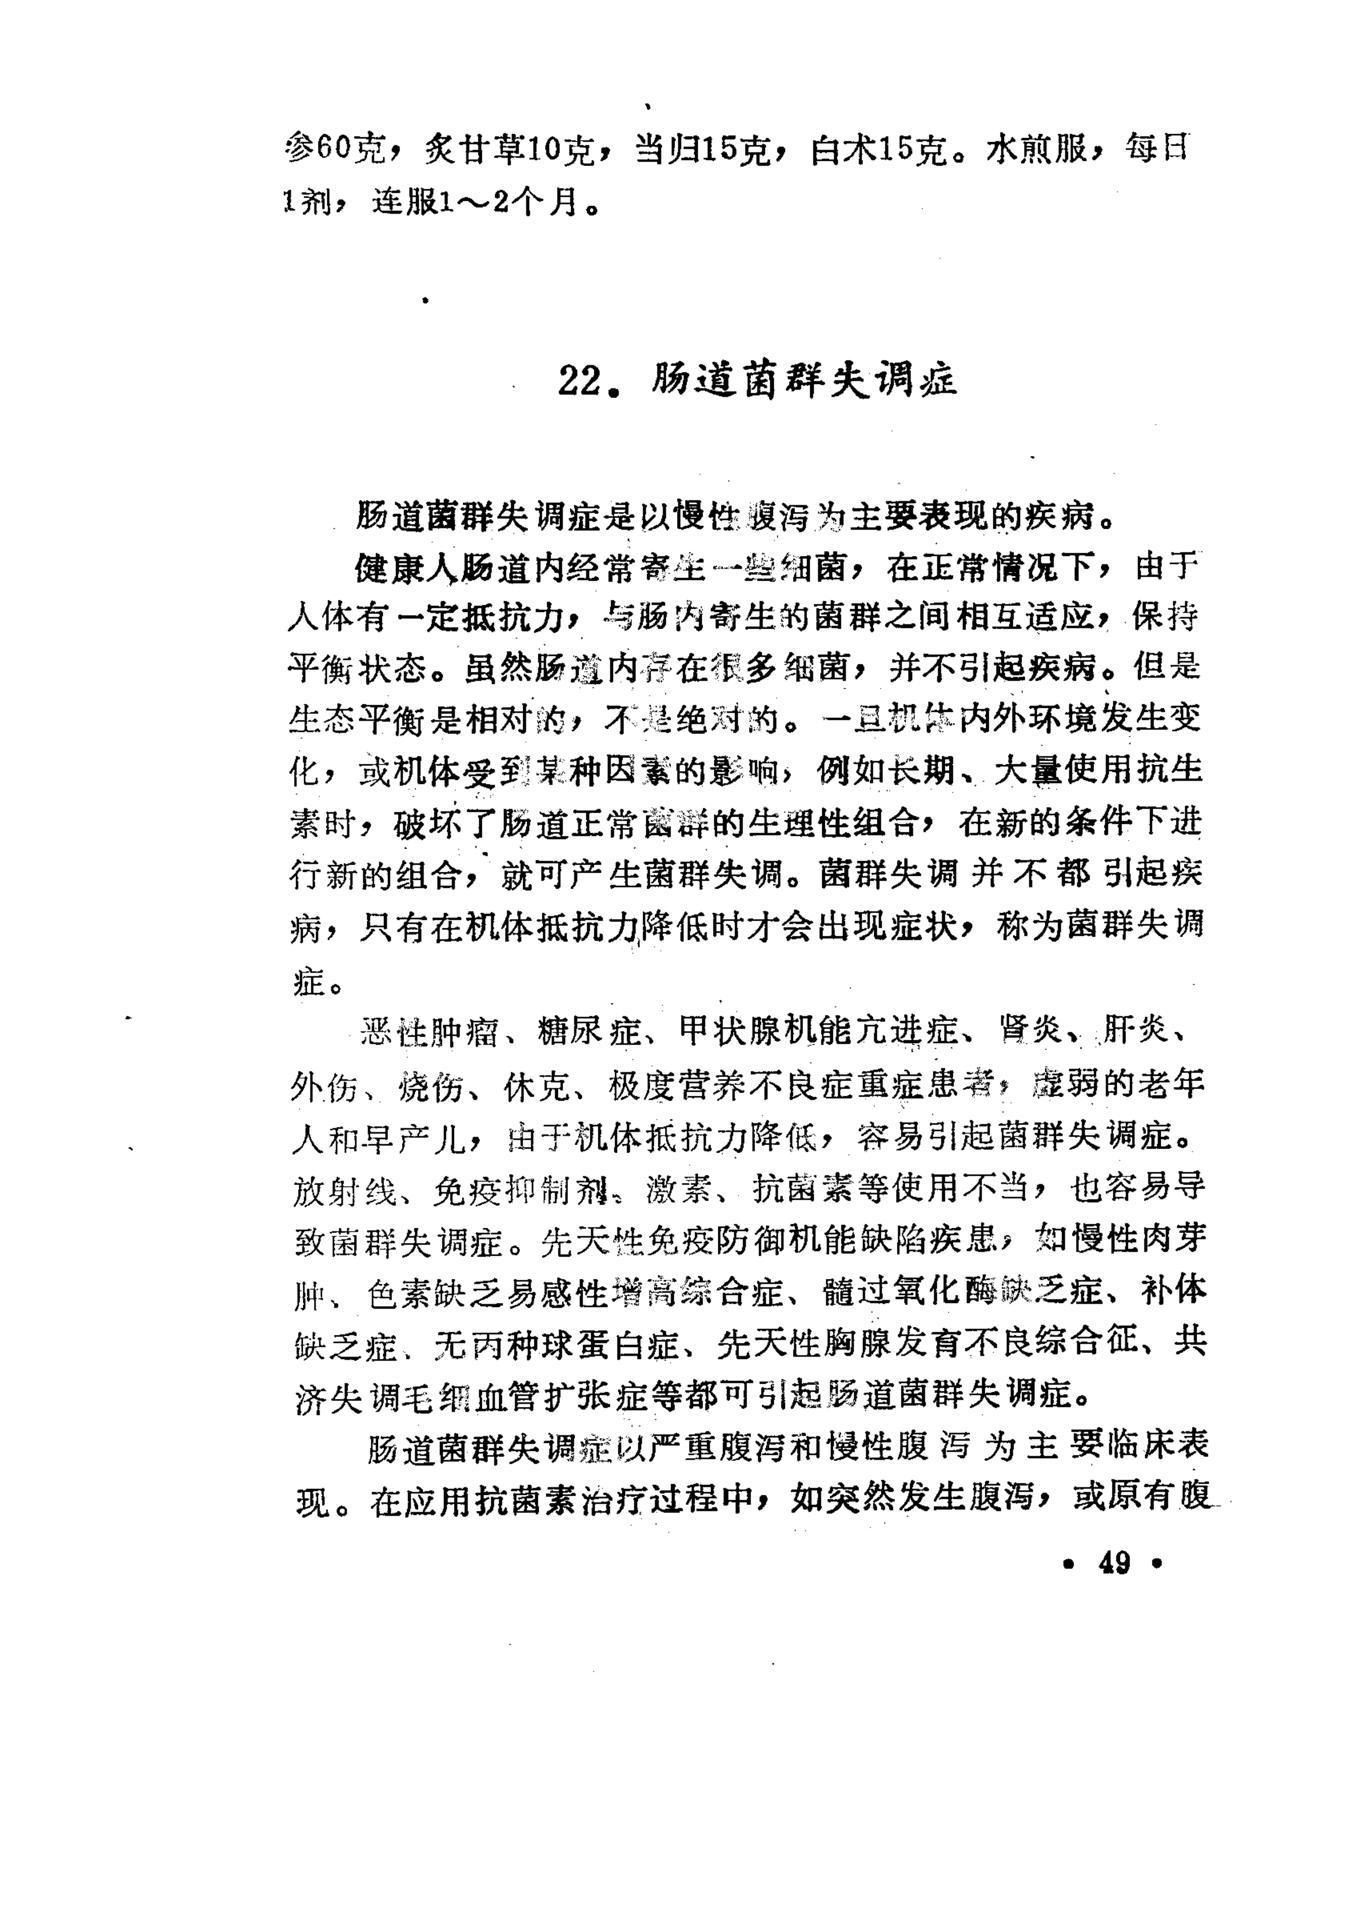 参60克，炙甘草10克，当归15克，白术15克。水煎服，每日
1剂，连服1～2个月。
22. 肠道菌群失调症
肠道菌群失调症是以慢性腹泻为主要表现的疾病。
健康人肠道内经常寄生一些细菌，在正常情况下，由于
人体有一定抵抗力，与肠内寄生的菌群之间相互适应，保持
平衡状态。虽然肠道内存在很多细菌，并不引起疾病。但是
生态平衡是相对的，不是绝对的。一旦机体内外环境发生变
化，或机体受到某种因素的影响，例如长期、大量使用抗生
素时，破坏了肠道正常菌群的生理性组合，在新的条件下进
行新的组合，就可产生菌群失调。菌群失调并不都引起疾
病，只有在机体抵抗力降低时才会出现症状，称为菌群失调
症。
恶性肿瘤、糖尿症、甲状腺机能亢进症、肾炎、肝炎、
外伤、烧伤、休克、极度营养不良症重症患者，虚弱的老年
人和早产儿，由于机体抵抗力降低，容易引起菌群失调症。
放射线、免疫抑制剂、激素、抗菌素等使用不当，也容易导
致菌群失调症。先天性免疫防御机能缺陷疾患，如慢性肉芽
肿、色素缺乏易感性增高综合症、髓过氧化酶缺乏症、补体
缺乏症、无丙种球蛋白症、先天性胸腺发育不良综合征、共
济失调毛细血管扩张症等都可引起肠道菌群失调症。
肠道菌群失调症以严重腹泻和慢性腹泻为主要临床表
现。在应用抗菌素治疗过程中，如突然发生腹泻，或原有腹
• 49 •